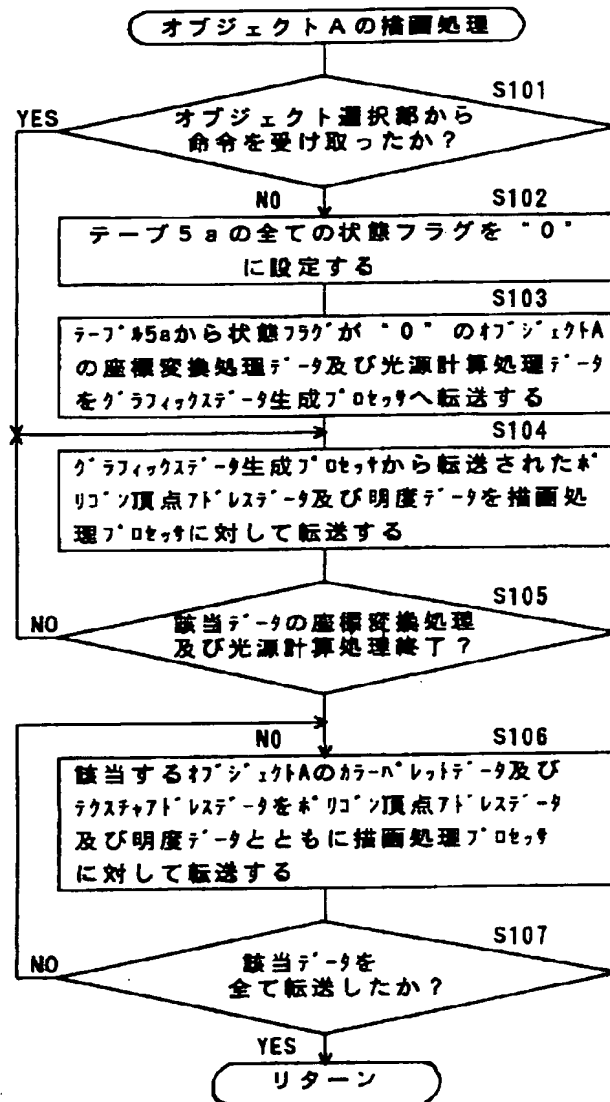 オブジェクトAの描画処理
S101
YES
オブジェクト選択部から
命令を受け取ったか？
NO
S102
テーブ5aの全ての状態フラグを "0"
に設定する
S103
ﾃｰﾌﾞﾙ5aから状態ﾌﾗｸﾞが "0" のｵﾌﾞｼﾞｪｸﾄA
の座標変換処理ﾃﾞｰﾀ及び光源計算処理ﾃﾞｰﾀ
をｸﾞﾗﾌｨｯｸｽﾃﾞｰﾀ生成ﾌﾟﾛｾｯｻへ転送する
S104
ｸﾞﾗﾌｨｯｸｽﾃﾞｰﾀ生成ﾌﾟﾛｾｯｻから転送されたﾎﾟ
ﾘｺﾞﾝ頂点ｱﾄﾞﾚｽﾃﾞｰﾀ及び明度ﾃﾞｰﾀを描画処
理ﾌﾟﾛｾｯｻに対して転送する
S105
NO
該当ﾃﾞｰﾀの座標変換処理
及び光源計算処理終了？
NO
S106
該当するｵﾌﾞｼﾞｪｸﾄAのｶﾗｰﾊﾟﾚｯﾄﾃﾞｰﾀ及び
ﾃｸｽﾁｬｱﾄﾞﾚｽﾃﾞｰﾀをﾎﾟﾘｺﾞﾝ頂点ｱﾄﾞﾚｽﾃﾞｰﾀ
及び明度ﾃﾞｰﾀとともに描画処理ﾌﾟﾛｾｯｻ
に対して転送する
S107
NO
該当ﾃﾞｰﾀを
全て転送したか？
YES
リターン